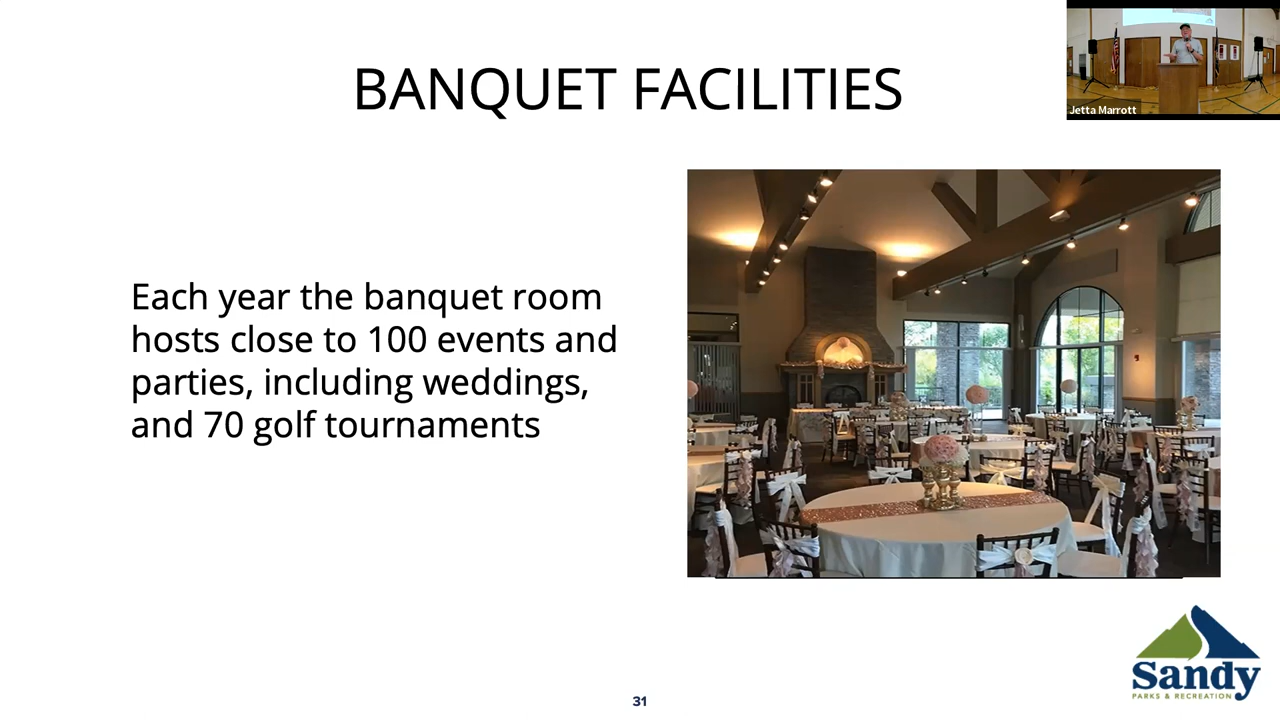 BANQUET FACILITIES
Jetta Marrott
Each year the banquet room
hosts close to 100 events and
parties, including weddings,
and 70 golf tournaments
Sandy
PARKS & RECREATION
31